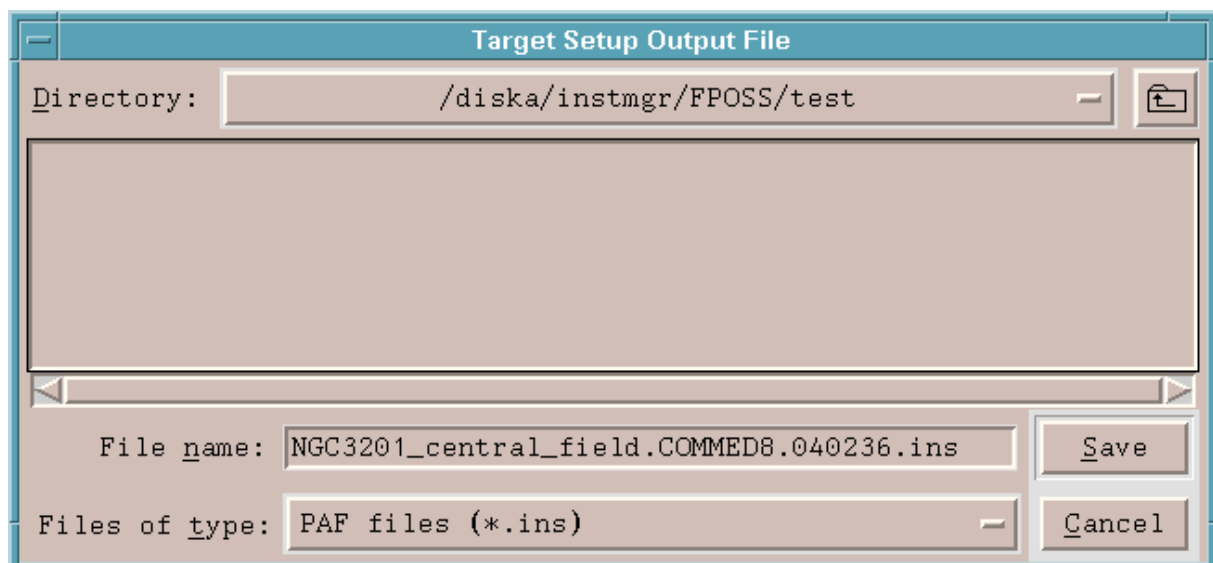 Target Setup Output File
Directory: /diska/instmgr/FPOSS/test
File name: NGC3201_central_field.COMMED8.040236.ins Save
Files of type: PAF files (*.ins) Cancel